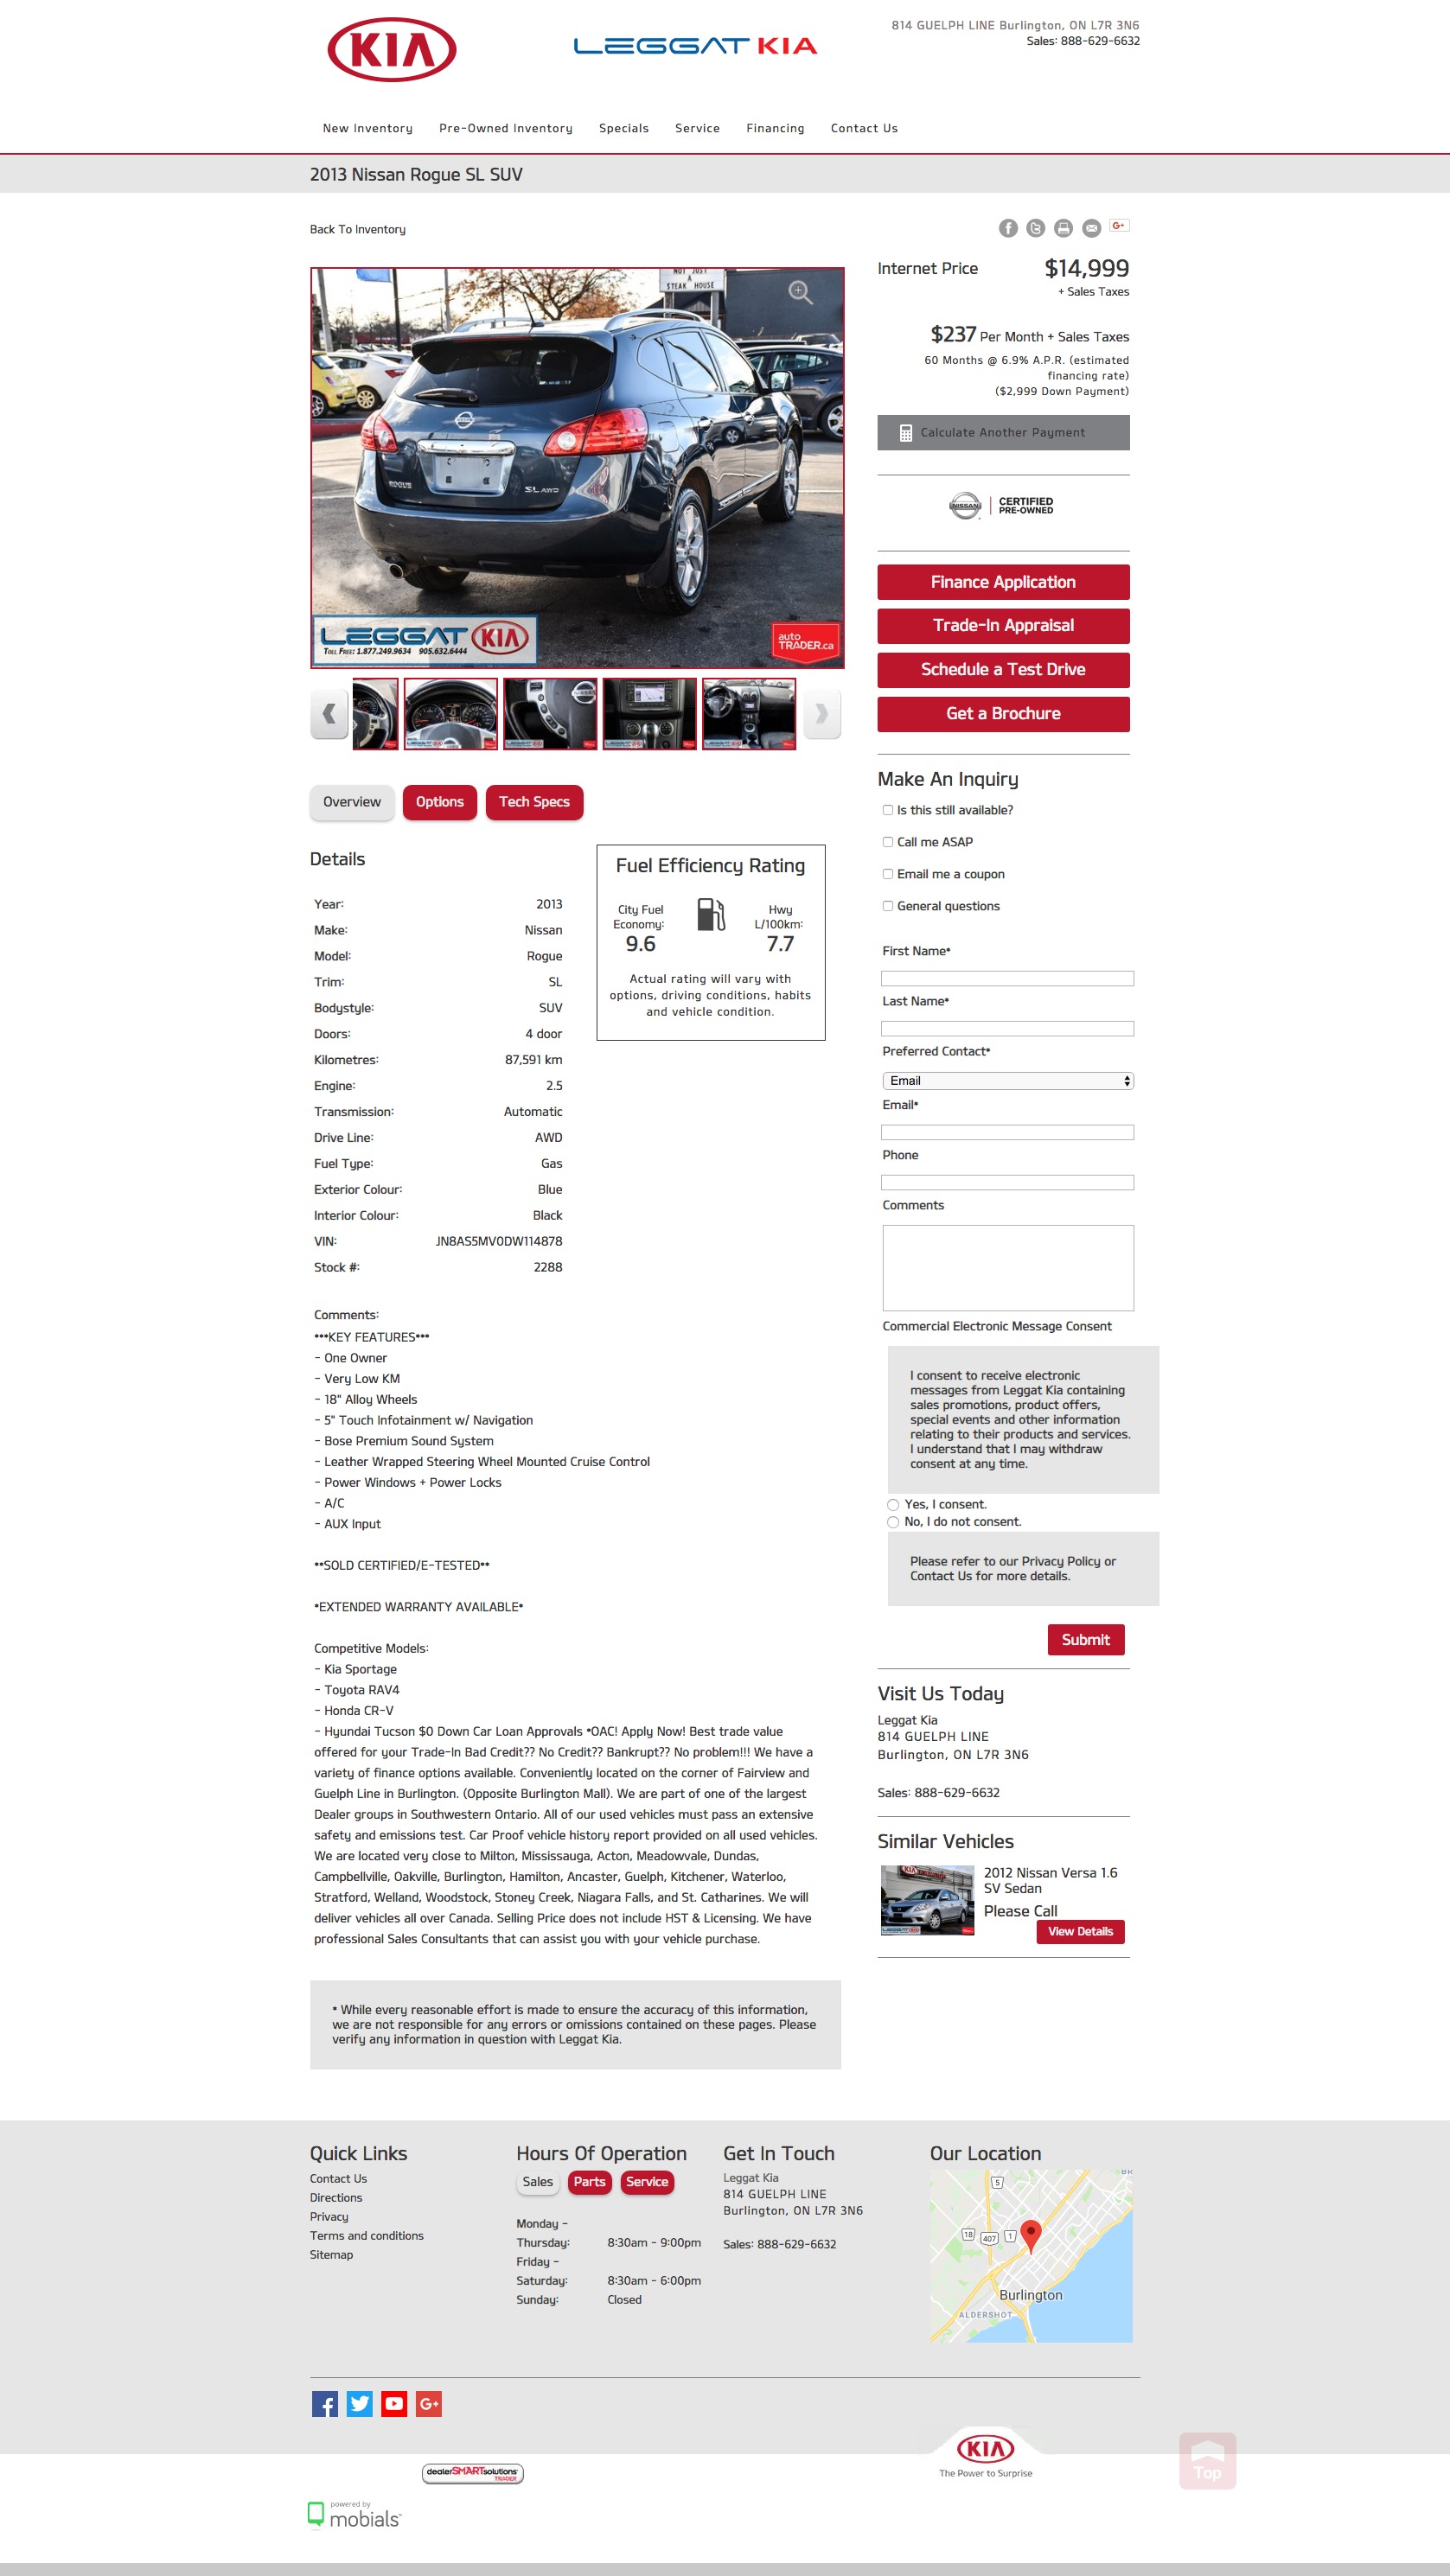 KIA
LEGGAT KIA
814 GUELPH LINE Burlington, ON L7R 3N6
Sales: 888-629-6632
New Inventory
Pre-Owned Inventory
Specials
Service
Financing
Contact Us
2013 Nissan Rogue SL SUV
Back To Inventory
G+
NOT JUST A
STEAK HOUSE
ROGUE
SL AWD
LEGGAT KIA
TOLL FREE: 1.877.249.9634 905.632.6444
auto
TRADER.ca
Internet Price
$14,999
+ Sales Taxes
$237 Per Month + Sales Taxes
60 Months @ 6.9% A.P.R. (estimated
financing rate)
($2,999 Down Payment)
Calculate Another Payment
NISSAN
CERTIFIED
PRE-OWNED
Finance Application
Trade-In Appraisal
Schedule a Test Drive
Get a Brochure
Overview
Options
Tech Specs
Details
Year: 2013
Make: Nissan
Model: Rogue
Trim: SL
Bodystyle: SUV
Doors: 4 door
Kilometres: 87,591 km
Engine: 2.5
Transmission: Automatic
Drive Line: AWD
Fuel Type: Gas
Exterior Colour: Blue
Interior Colour: Black
VIN: JN8AS5MV0DW114878
Stock #: 2288
Fuel Efficiency Rating
City Fuel
Economy:
9.6
Hwy
L/100km:
7.7
Actual rating will vary with
options, driving conditions, habits
and vehicle condition.
Comments:
***KEY FEATURES***
- One Owner
- Very Low KM
- 18" Alloy Wheels
- 5" Touch Infotainment w/ Navigation
- Bose Premium Sound System
- Leather Wrapped Steering Wheel Mounted Cruise Control
- Power Windows + Power Locks
- A/C
- AUX Input
**SOLD CERTIFIED/E-TESTED**
*EXTENDED WARRANTY AVAILABLE*
Competitive Models:
- Kia Sportage
- Toyota RAV4
- Honda CR-V
- Hyundai Tucson $0 Down Car Loan Approvals *OAC! Apply Now! Best trade value
offered for your Trade-In Bad Credit?? No Credit?? Bankrupt?? No problem!!! We have a
variety of finance options available. Conveniently located on the corner of Fairview and
Guelph Line in Burlington. (Opposite Burlington Mall). We are part of one of the largest
Dealer groups in Southwestern Ontario. All of our used vehicles must pass an extensive
safety and emissions test. Car Proof vehicle history report provided on all used vehicles.
We are located very close to Milton, Mississauga, Acton, Meadowvale, Dundas,
Campbellville, Oakville, Burlington, Hamilton, Ancaster, Guelph, Kitchener, Waterloo,
Stratford, Welland, Woodstock, Stoney Creek, Niagara Falls, and St. Catharines. We will
deliver vehicles all over Canada. Selling Price does not include HST & Licensing. We have
professional Sales Consultants that can assist you with your vehicle purchase.
* While every reasonable effort is made to ensure the accuracy of this information,
we are not responsible for any errors or omissions contained on these pages. Please
verify any information in question with Leggat Kia.
Make An Inquiry
Is this still available?
Call me ASAP
Email me a coupon
General questions
First Name*
Last Name*
Preferred Contact*
Email
Email*
Phone
Comments
Commercial Electronic Message Consent
I consent to receive electronic
messages from Leggat Kia containing
sales promotions, product offers,
special events and other information
relating to their products and services.
I understand that I may withdraw
consent at any time.
Yes, I consent.
No, I do not consent.
Please refer to our Privacy Policy or
Contact Us for more details.
Submit
Visit Us Today
Leggat Kia
814 GUELPH LINE
Burlington, ON L7R 3N6
Sales: 888-629-6632
Similar Vehicles
2012 Nissan Versa 1.6
SV Sedan
Please Call
View Details
Quick Links
Contact Us
Directions
Privacy
Terms and conditions
Sitemap
Hours Of Operation
Sales
Parts
Service
Monday -
Thursday: 8:30am - 9:00pm
Friday -
Saturday: 8:30am - 6:00pm
Sunday: Closed
Get In Touch
Leggat Kia
814 GUELPH LINE
Burlington, ON L7R 3N6
Sales: 888-629-6632
Our Location
BR
5
18
407
1
Burlington
ALDERSHOT
G+
KIA
The Power to Surprise
Top
dealerSMARTsolutions
TRADER
powered by
mobials